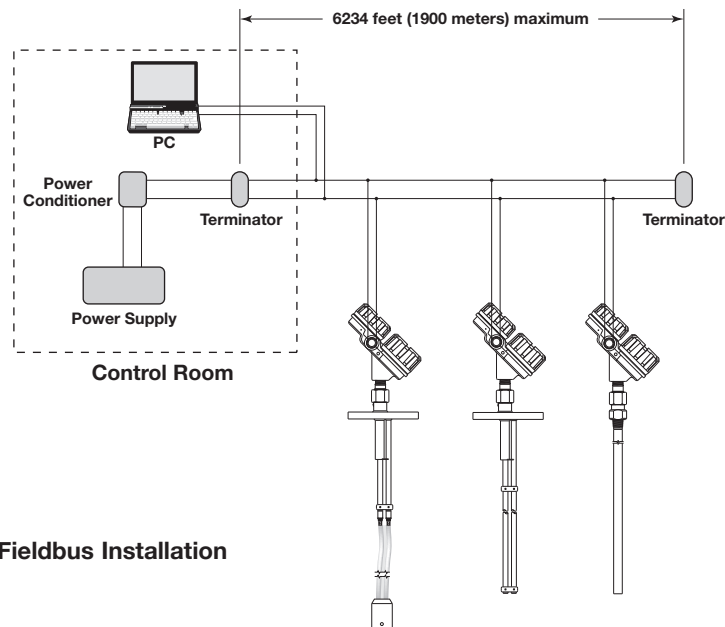 6234 feet (1900 meters) maximum
PC
Power
Conditioner
Terminator
Terminator
Power Supply
Control Room
Fieldbus Installation